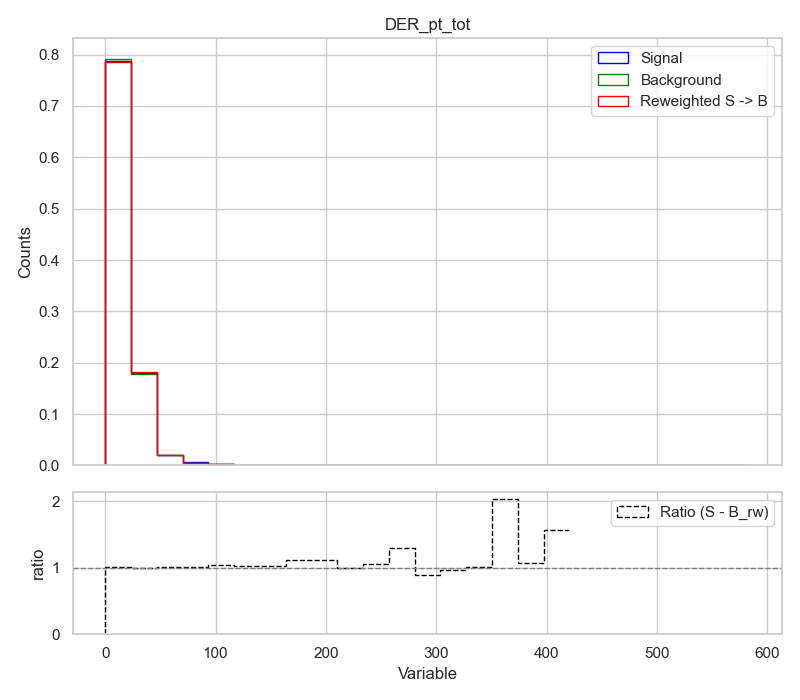 DER_pt_tot
0.8
0.7
0.6
0.5
0.4
0.3
0.2
0.1
0.0
Counts
Signal
Background
Reweighted S -> B
2
1
0
ratio
Ratio (S - B_rw)
0 100 200 300 400 500 600
Variable